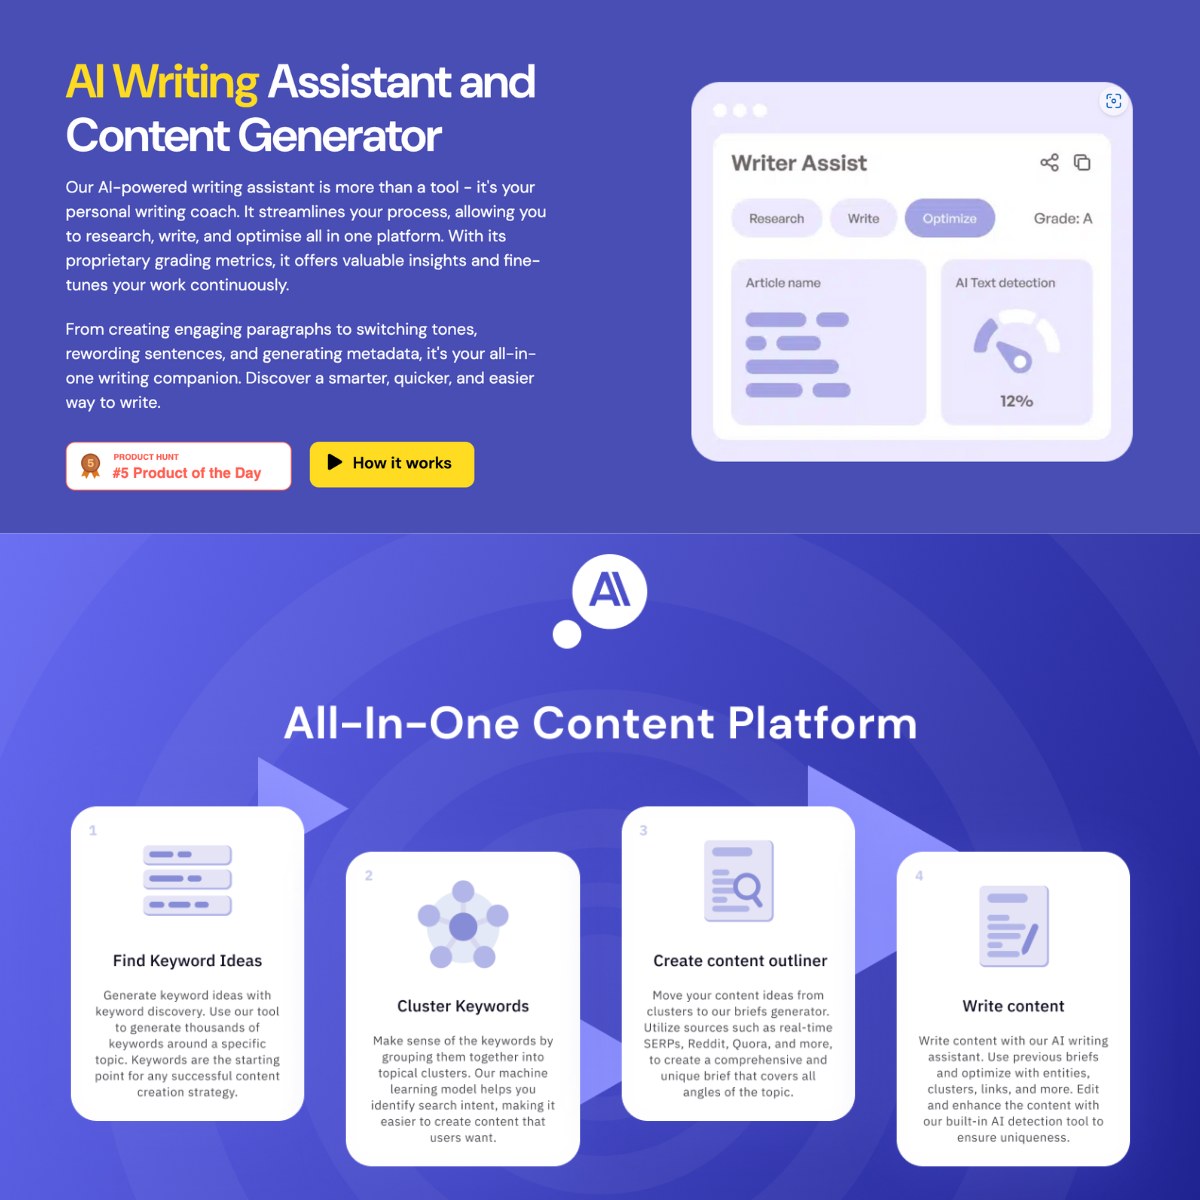 AI Writing Assistant and
Content Generator
Our AI-powered writing assistant is more than a tool - it's your
personal writing coach. It streamlines your process, allowing you
to research, write, and optimise all in one platform. With its
proprietary grading metrics, it offers valuable insights and fine-
tunes your work continuously.
From creating engaging paragraphs to switching tones,
rewording sentences, and generating metadata, it's your all-in-
one writing companion. Discover a smarter, quicker, and easier
way to write.
5
PRODUCT HUNT
#5 Product of the Day
How it works
Writer Assist
Research
Write
Optimize
Grade: A
Article name
AI Text detection
12%
AI
All-In-One Content Platform
1
Find Keyword Ideas
Generate keyword ideas with
keyword discovery. Use our tool
to generate thousands of
keywords around a specific
topic. Keywords are the starting
point for any successful content
creation strategy.
2
Cluster Keywords
Make sense of the keywords by
grouping them together into
topical clusters. Our machine
learning model helps you
identify search intent, making it
easier to create content that
users want.
3
Create content outliner
Move your content ideas from
clusters to our briefs generator.
Utilize sources such as real-time
SERPs, Reddit, Quora, and more,
to create a comprehensive and
unique brief that covers all
angles of the topic.
4
Write content
Write content with our AI writing
assistant. Use previous briefs
and optimize with entities,
clusters, links, and more. Edit
and enhance the content with
our built-in AI detection tool to
ensure uniqueness.